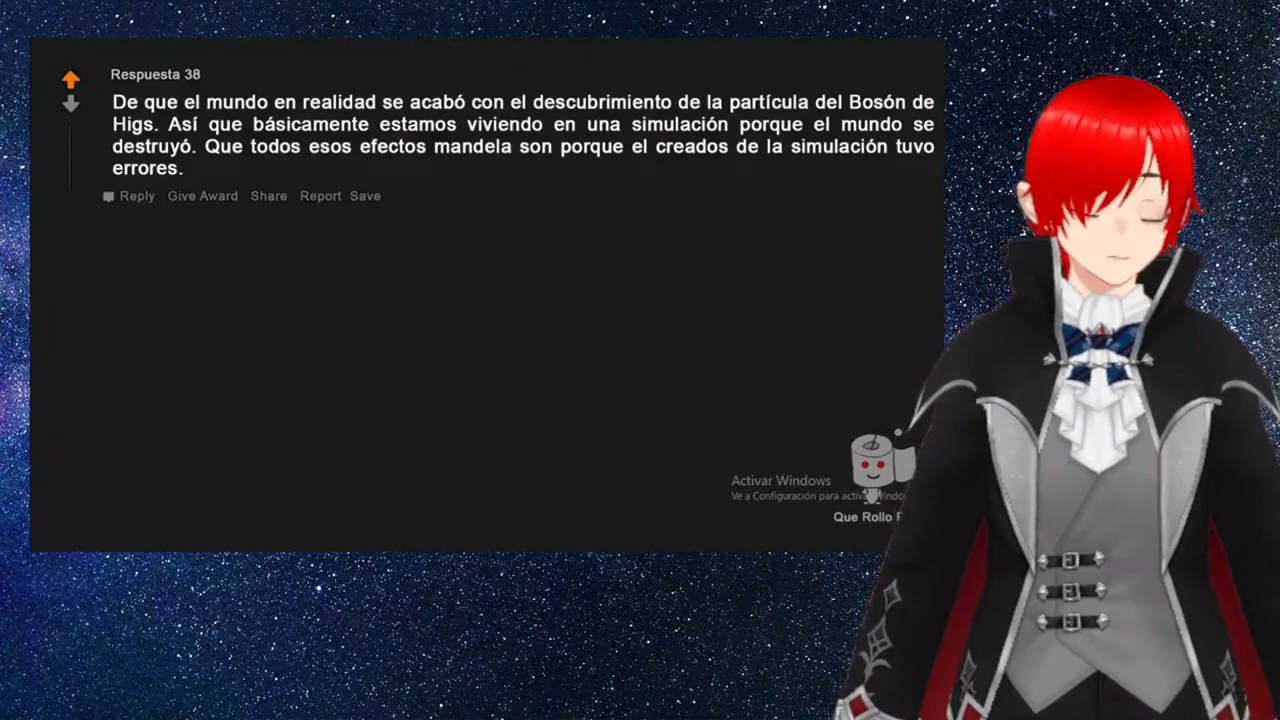 Respuesta 38
De que el mundo en realidad se acabó con el descubrimiento de la partícula del Bosón de
Higs. Así que básicamente estamos viviendo en una simulación porque el mundo se
destruyó. Que todos esos efectos mandela son porque el creados de la simulación tuvo
errores.
Reply Give Award Share Report Save
Activar Windows
Ve a Configuración para activa Windo
Que Rollo